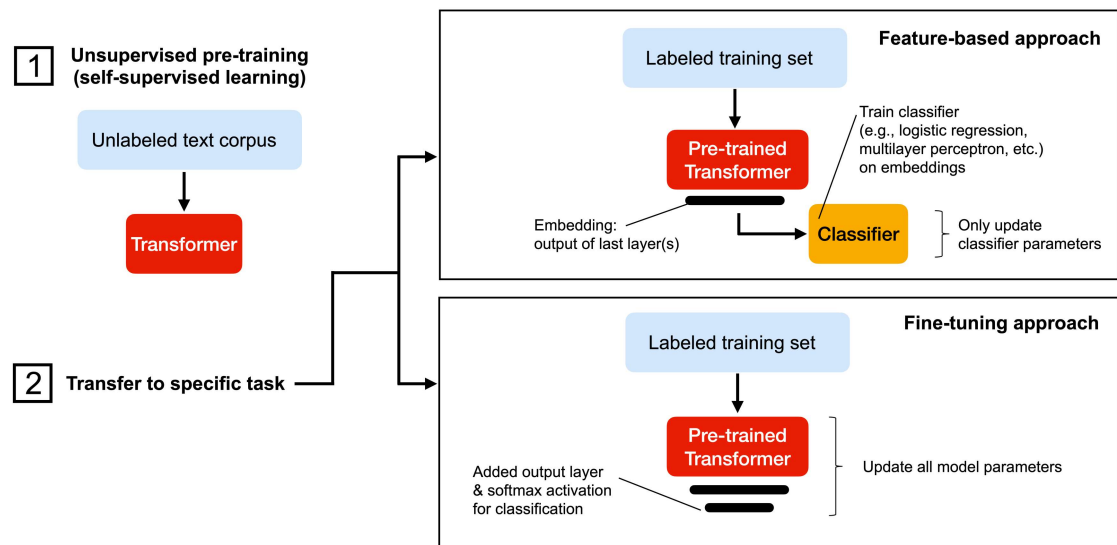 1
Unsupervised pre-training
(self-supervised learning)
Unlabeled text corpus
Transformer
2
Transfer to specific task
Feature-based approach
Labeled training set
Pre-trained
Transformer
Train classifier
(e.g., logistic regression,
multilayer perceptron, etc.)
on embeddings
Embedding:
output of last layer(s)
Classifier
Only update
classifier parameters
Fine-tuning approach
Labeled training set
Pre-trained
Transformer
Added output layer
& softmax activation
for classification
Update all model parameters